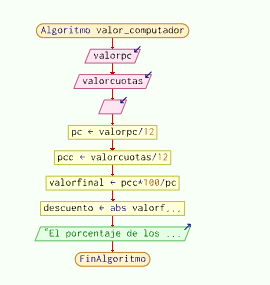 Algoritmo valor_computador
valorpc
valorcuotas
pc ← valorpc/12
pcc ← valorcuotas/12
valorfinal ← pcc*100/pc
descuento ← abs valorf...
"El porcentaje de los ...
FinAlgoritmo